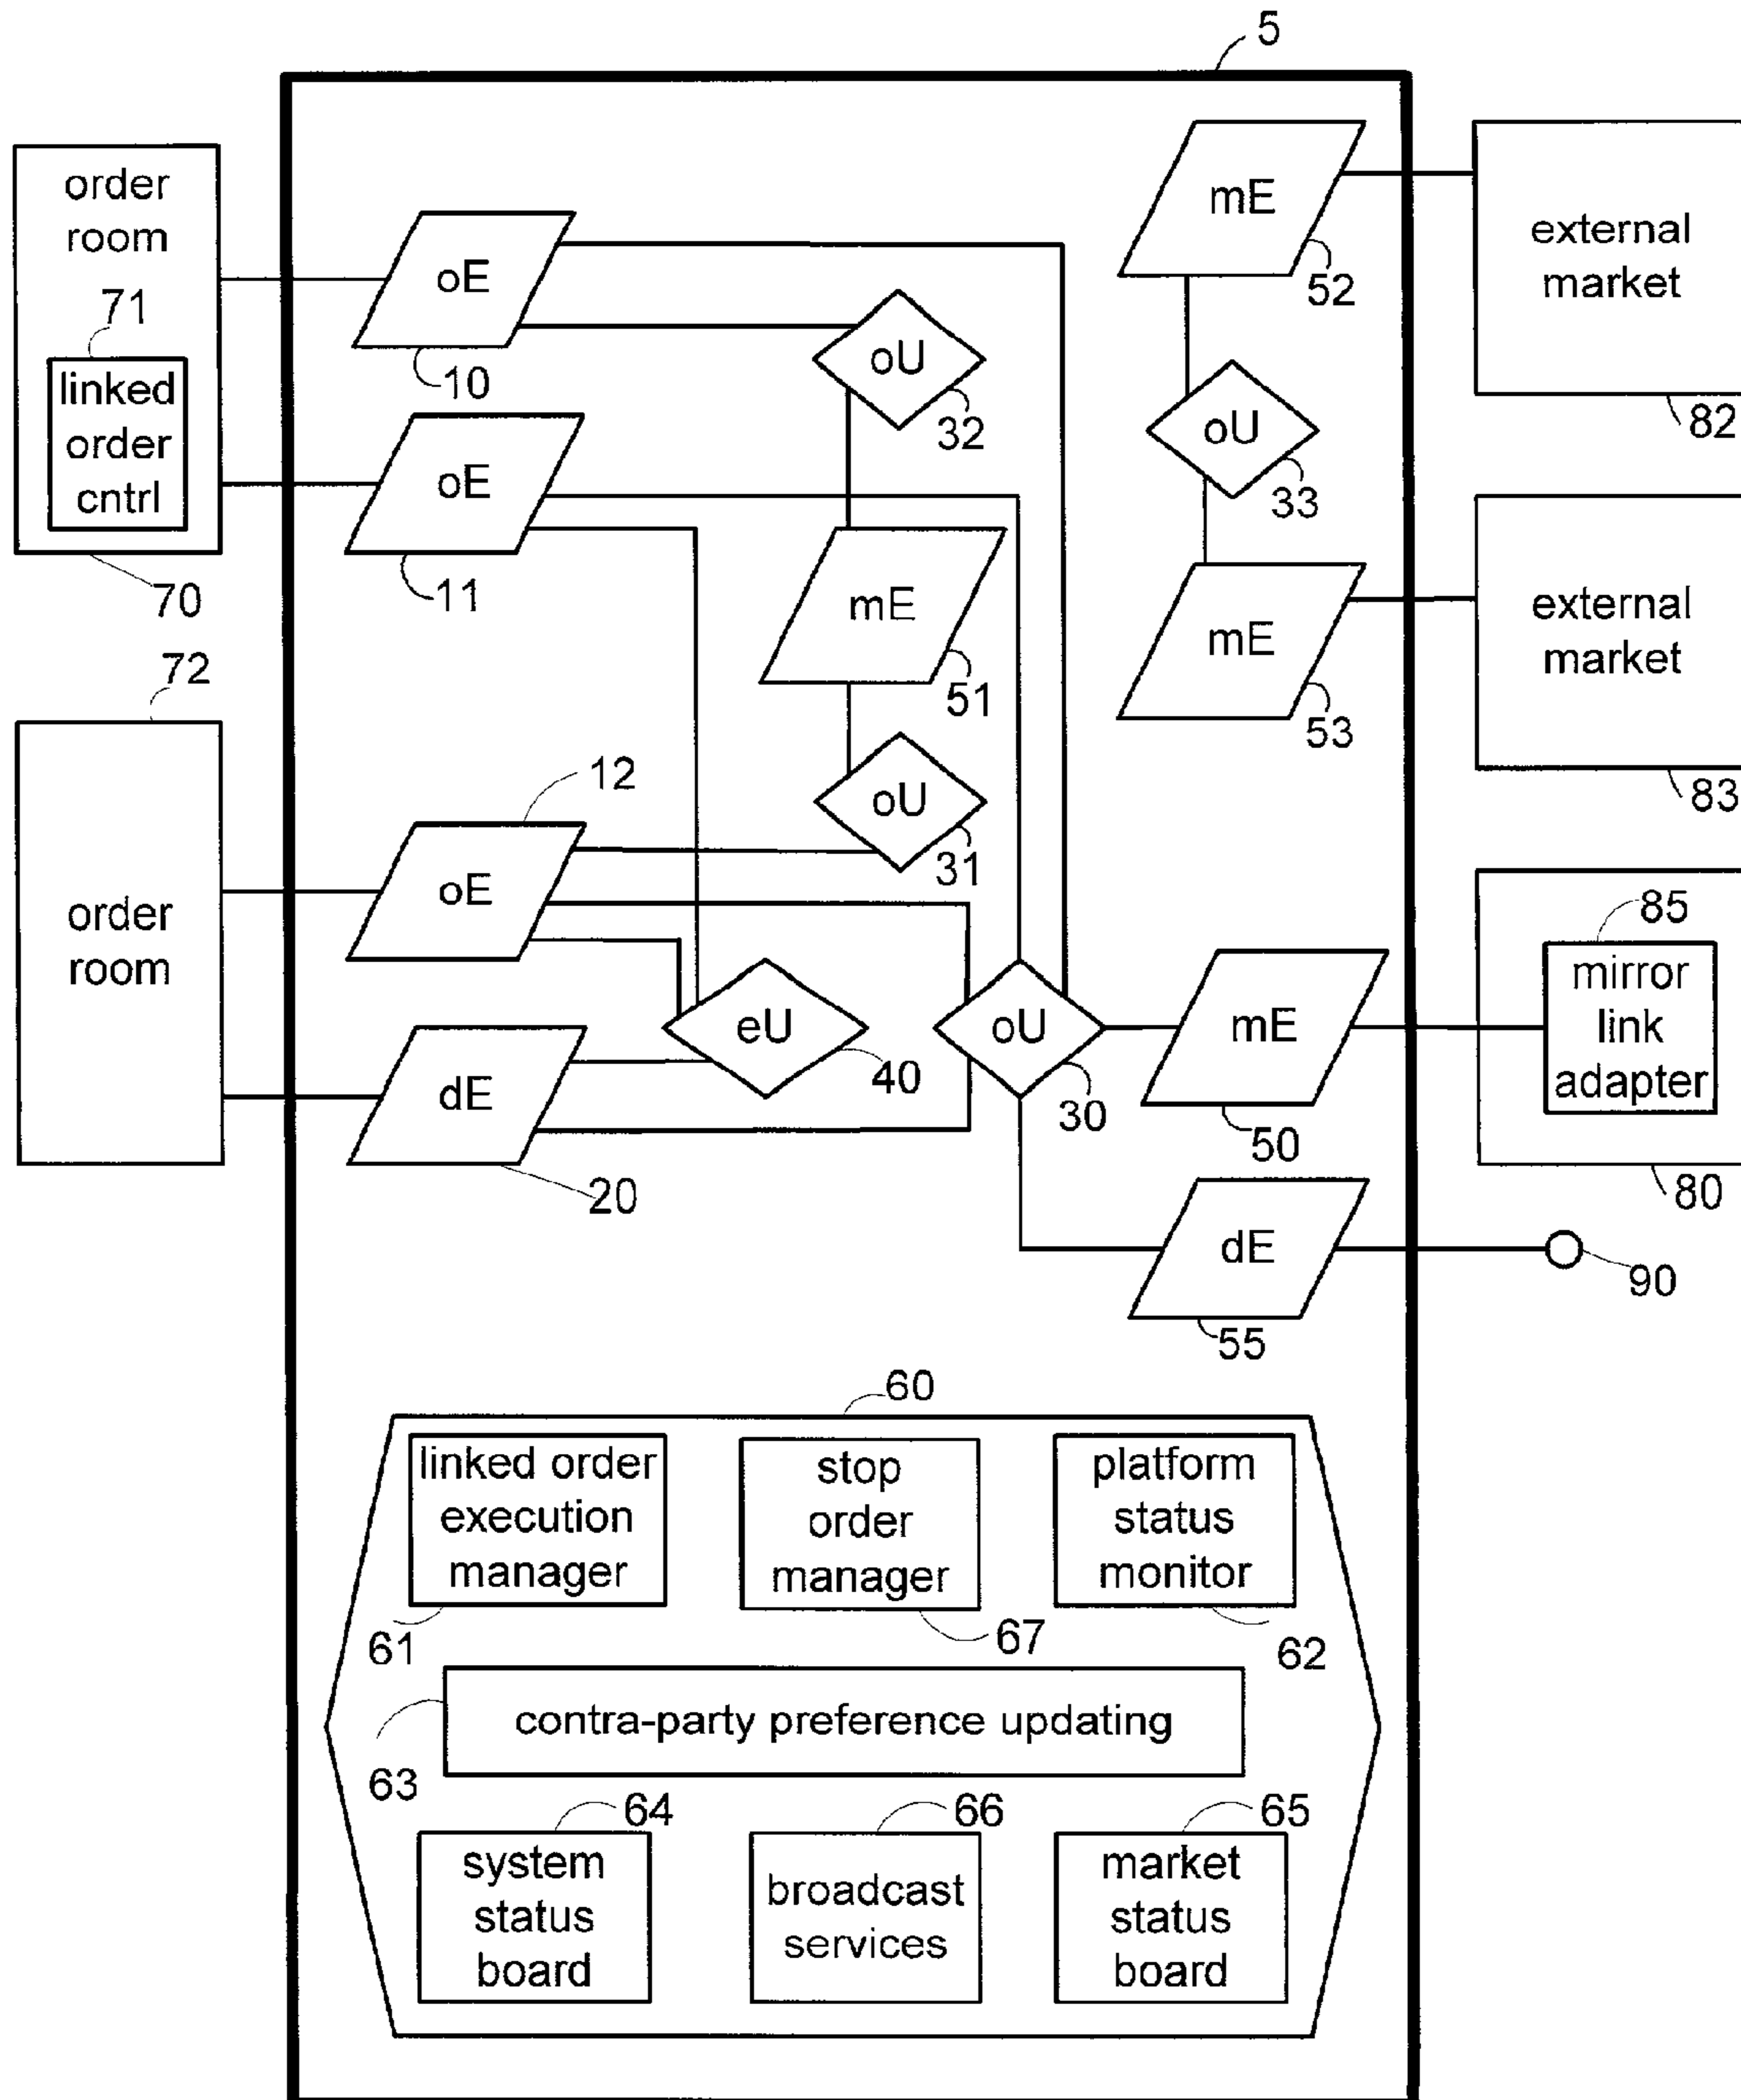 5
order
room
71
linked
order
cntrl
70
oE
10
oE
11
oU
32
mE
51
oU
31
mE
52
oU
33
mE
53
external
market
82
external
market
83
72
order
room
12
oE
dE
20
eU
40
oU
30
mE
50
85
mirror
link
adapter
80
dE
55
90
60
linked order
execution
manager
61
stop
order
manager
67
platform
status
monitor
62
contra-party preference updating
63
64
system
status
board
66
broadcast
services
65
market
status
board